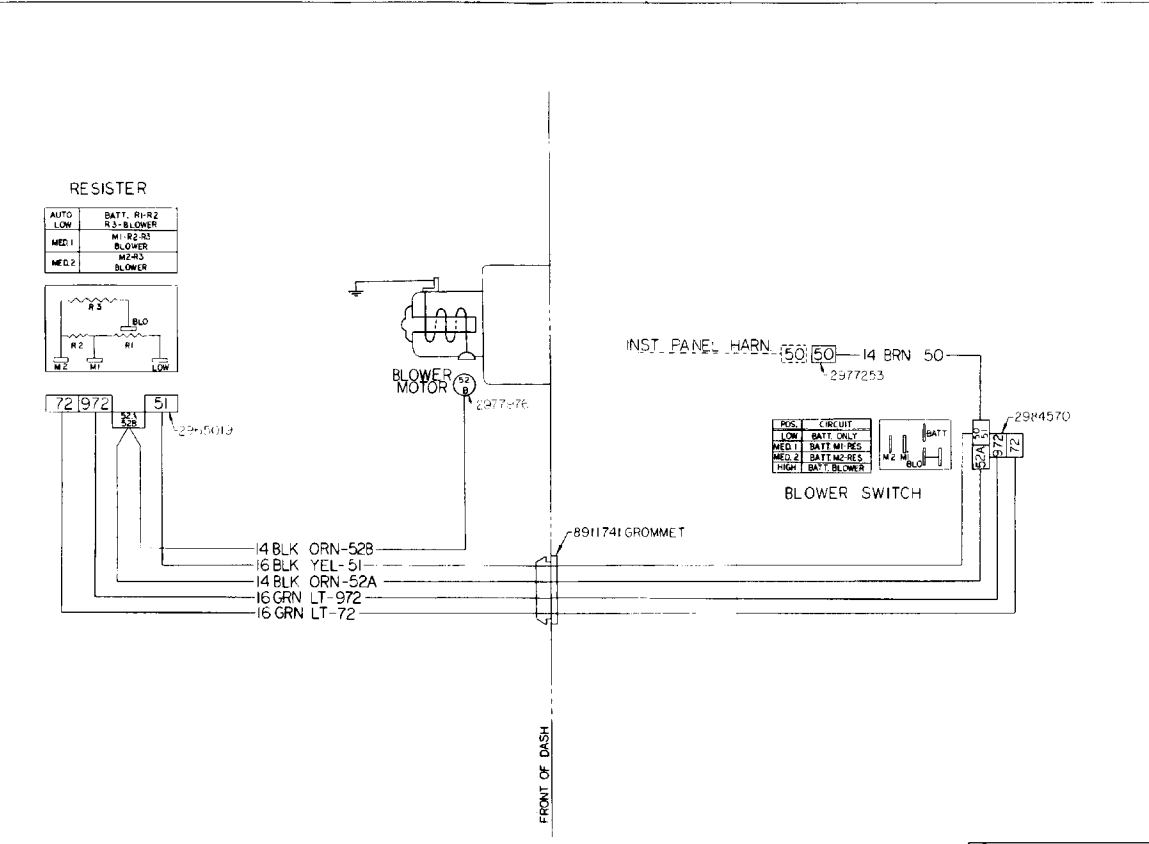 RESISTER
AUTO LOW BATT. R1-R2 R3-BLOWER
MED.1 M1-R2-R3 BLOWER
MED.2 M2-R3 BLOWER
R3
BLO
R2 R1
M2 M1 LOW
72 972 52A 52B 51
2965019
BLOWER MOTOR
52 B
2977976
INST. PANEL HARN. 50 50 14 BRN 50
2977253
POS. CIRCUIT
LOW BATT. ONLY
MED.1 BATT. M1-RES
MED.2 BATT. M2-RES
HIGH BATT. BLOWER
BATT
M2 M1 BLO
BLOWER SWITCH
2984570
50 51 52A 972 72
8911741 GROMMET
14 BLK ORN-52B
16 BLK YEL-51
14 BLK ORN-52A
16 GRN LT-972
16 GRN LT-72
FRONT OF DASH